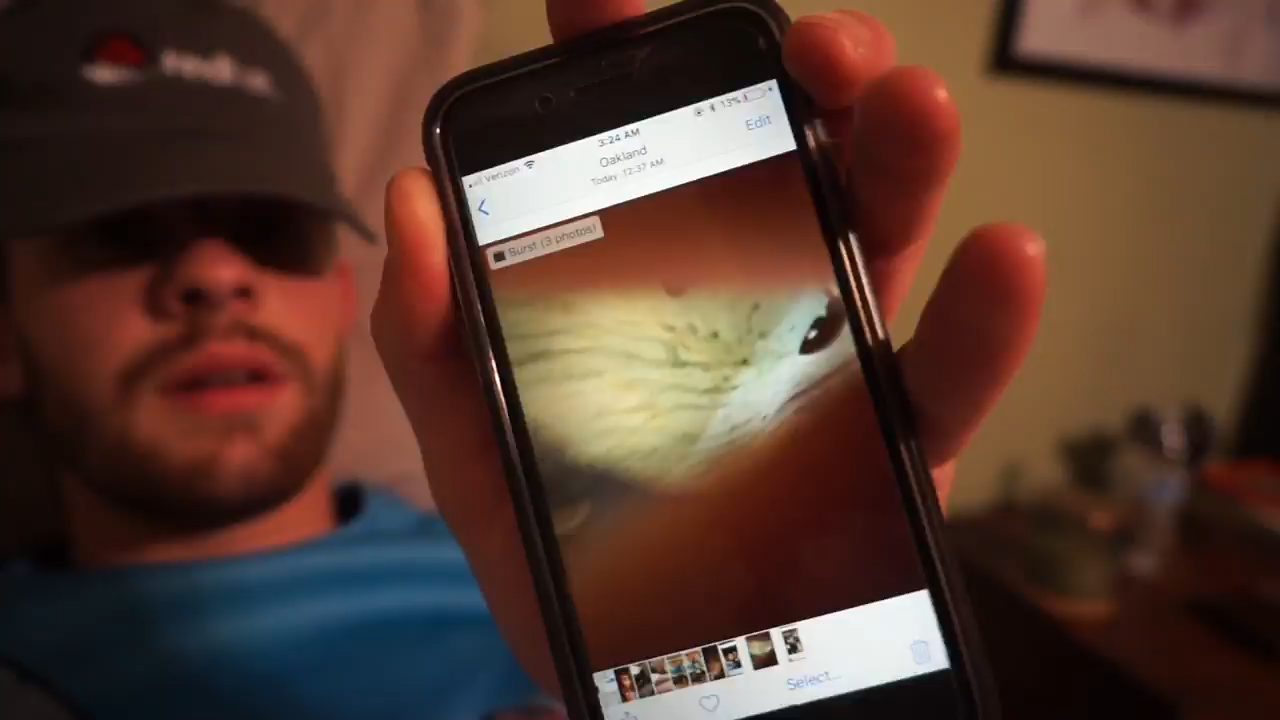 3:24 AM
13%
Verizon
Oakland
Edit
Today 12:37 AM
Burst (3 photos)
Select...